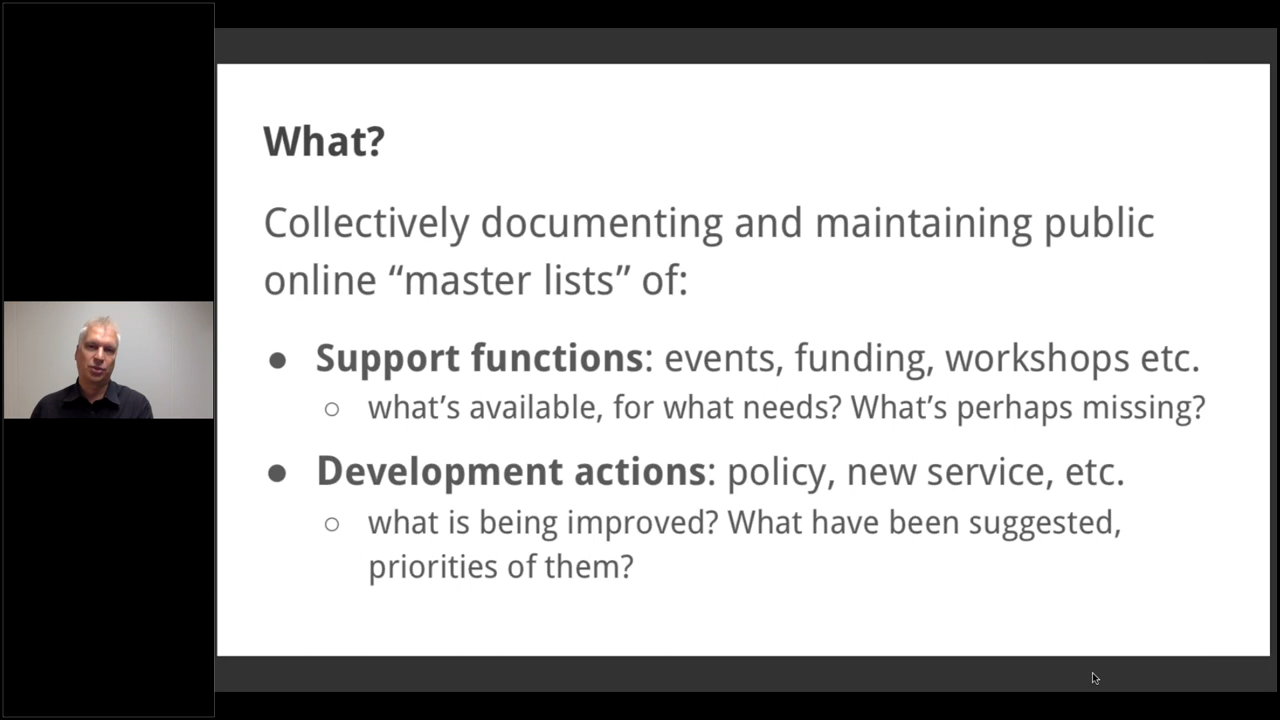 What?
Collectively documenting and maintaining public
online “master lists” of:
● Support functions: events, funding, workshops etc.
○ what’s available, for what needs? What’s perhaps missing?
● Development actions: policy, new service, etc.
○ what is being improved? What have been suggested,
priorities of them?